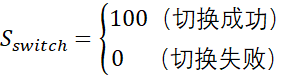 S_switch = { 100（切换成功）
0 （切换失败）